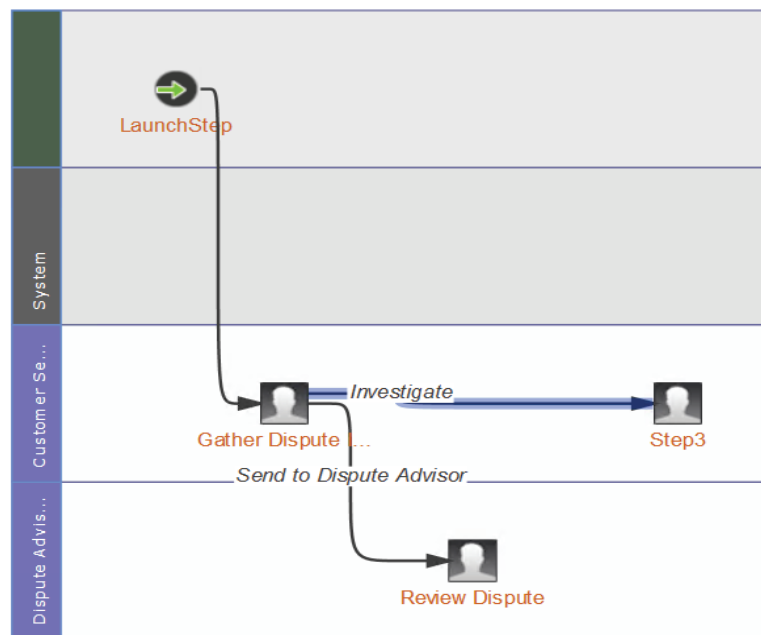 LaunchStep
System
Customer Se...
Investigate
Gather Dispute I...
Step3
Send to Dispute Advisor
Dispute Advis...
Review Dispute